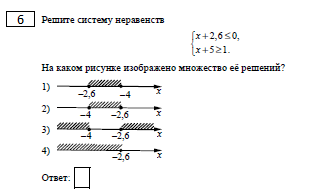 6 Решите систему неравенств
{x+2,6≤0,
x+5≥1.
На каком рисунке изображено множество её решений?
1)
−2,6 −4 x
2)
−4 −2,6 x
3)
−4 −2,6 x
4)
−2,6 x
Ответ: